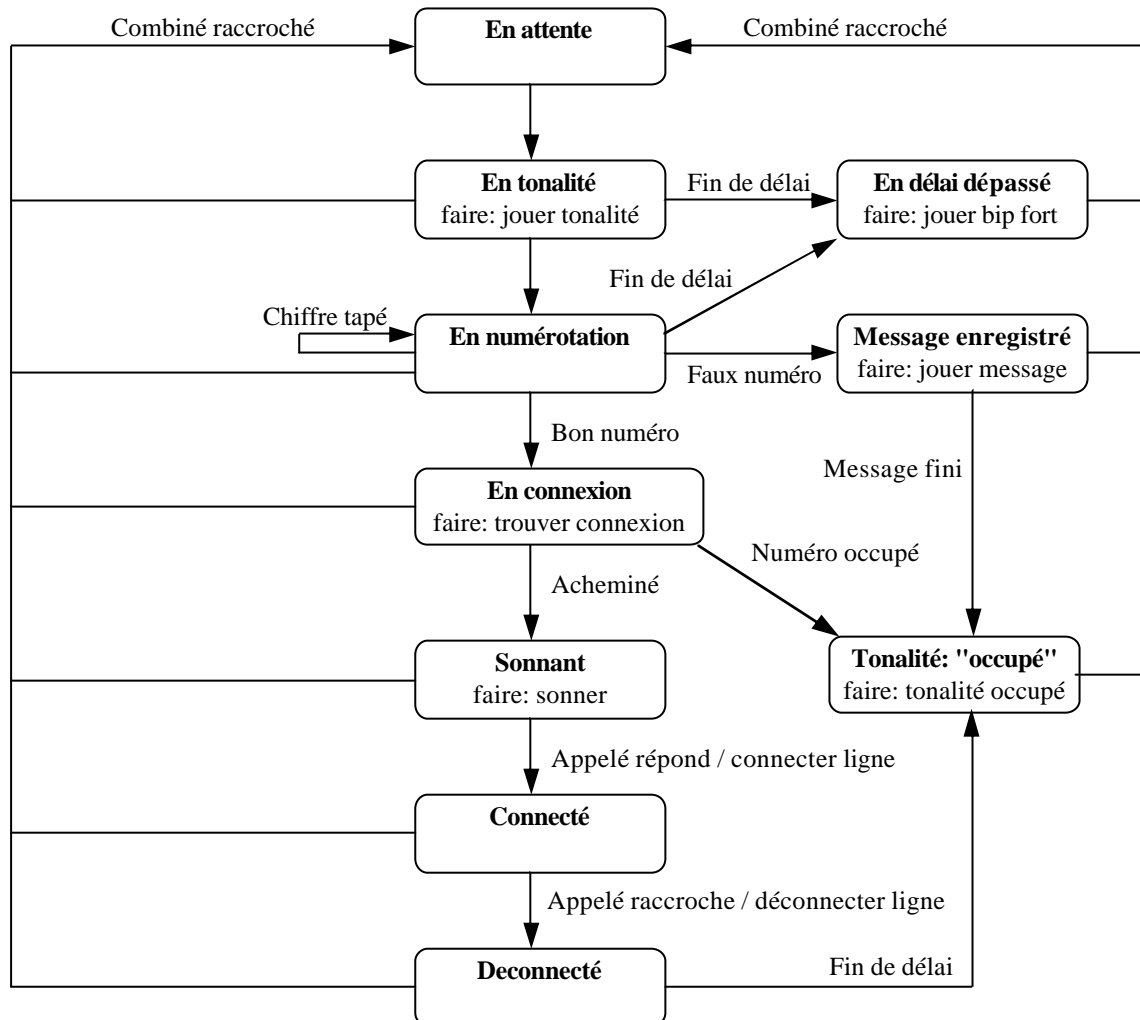 Combiné raccroché
En attente
Combiné raccroché
En tonalité
faire: jouer tonalité
Fin de délai
En délai dépassé
faire: jouer bip fort
Fin de délai
Chiffre tapé
En numérotation
Message enregistré
faire: jouer message
Faux numéro
Bon numéro
Message fini
En connexion
faire: trouver connexion
Numéro occupé
Acheminé
Sonnant
faire: sonner
Tonalité: "occupé"
faire: tonalité occupé
Appelé répond / connecter ligne
Connecté
Appelé raccroche / déconnecter ligne
Deconnecté
Fin de délai